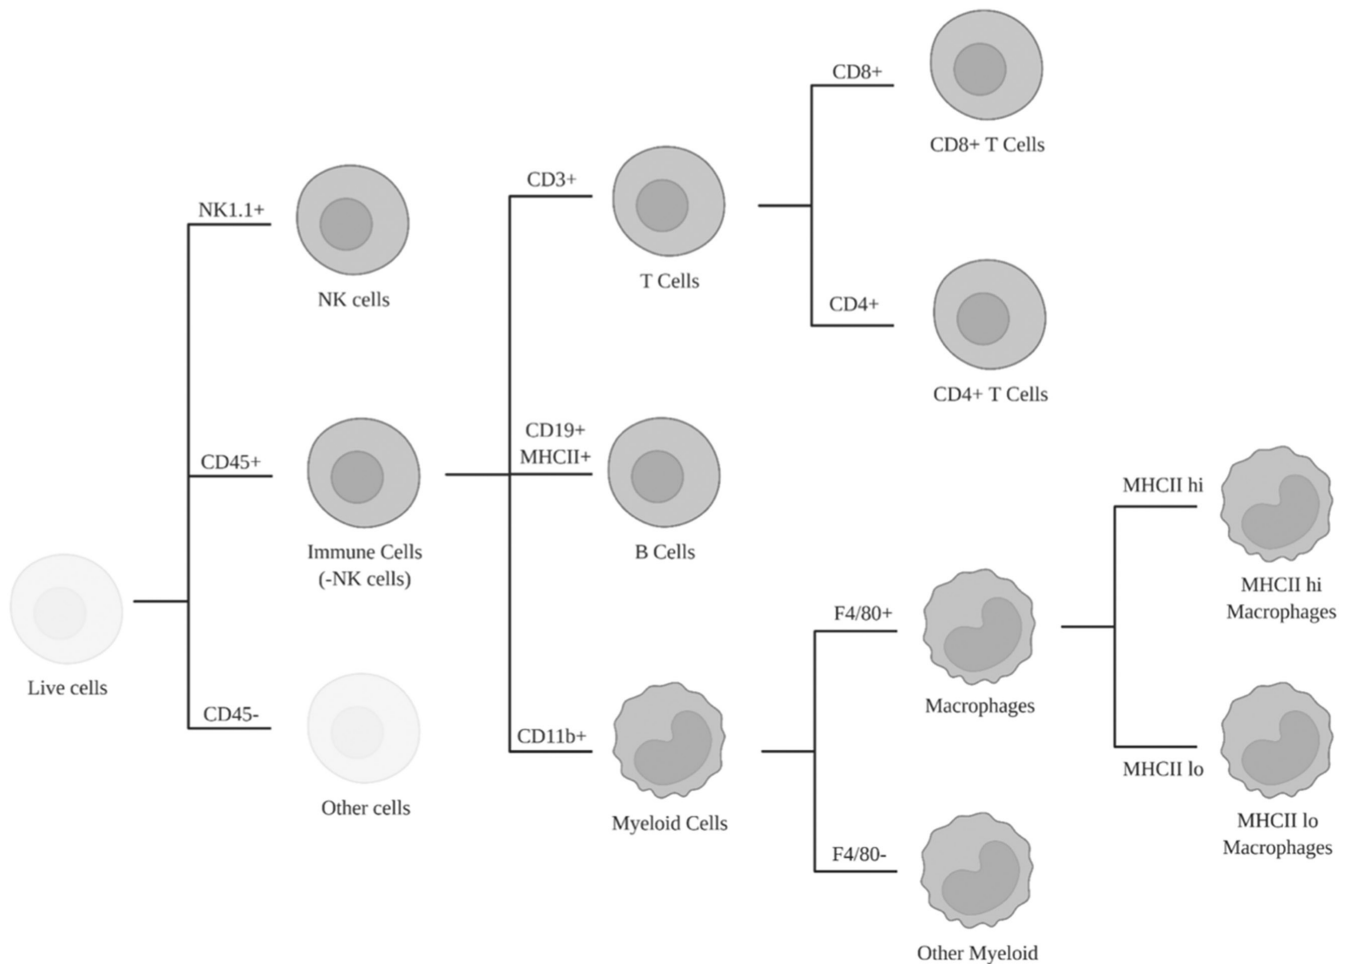 CD8+
CD8+ T Cells
CD3+
NK1.1+
T Cells
NK cells
CD4+
CD4+ T Cells
CD19+
MHCII+
CD45+
Immune Cells
(-NK cells)
B Cells
MHCII hi
MHCII hi
Macrophages
F4/80+
Live cells
Macrophages
CD45-
CD11b+
MHCII lo
Other cells
Myeloid Cells
MHCII lo
Macrophages
F4/80-
Other Myeloid